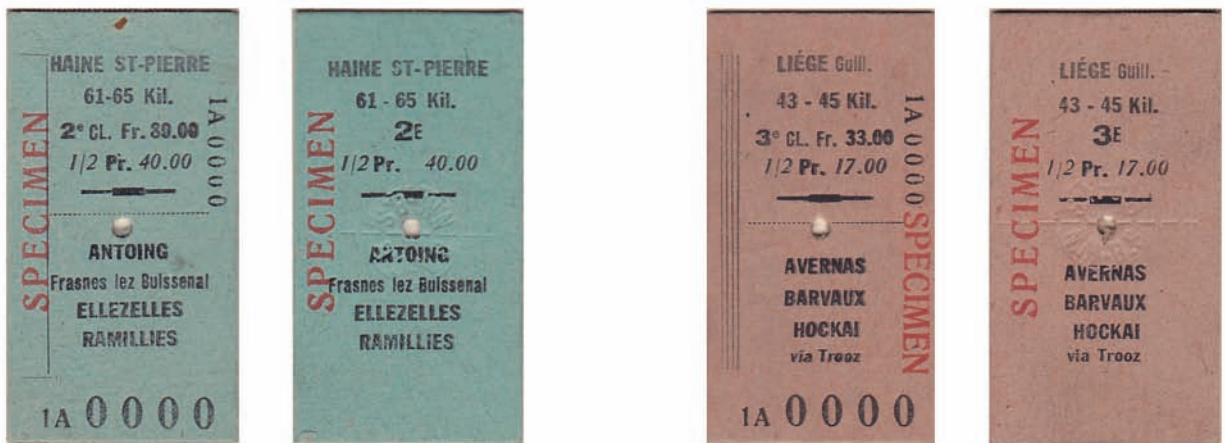 HAINE ST-PIERRE
61-65 Kil.
2e CL. Fr. 80.00
1/2 Pr. 40.00
ANTOING
Frasnes lez Buissenal
ELLEZELLES
RAMILLIES
1A 0000
1A 0000
SPECIMEN
HAINE ST-PIERRE
61 - 65 Kil.
2E
1/2 Pr. 40.00
ANTOING
Frasnes lez Buissenal
ELLEZELLES
RAMILLIES
SPECIMEN
LIÉGE Guill.
43 - 45 Kil.
3e CL. Fr. 33.00
1/2 Pr. 17.00
AVERNAS
BARVAUX
HOCKAI
via Trooz
1A 0000
1A 0000
SPECIMEN
LIÉGE Guill.
43 - 45 Kil.
3E
1/2 Pr. 17.00
AVERNAS
BARVAUX
HOCKAI
via Trooz
SPECIMEN